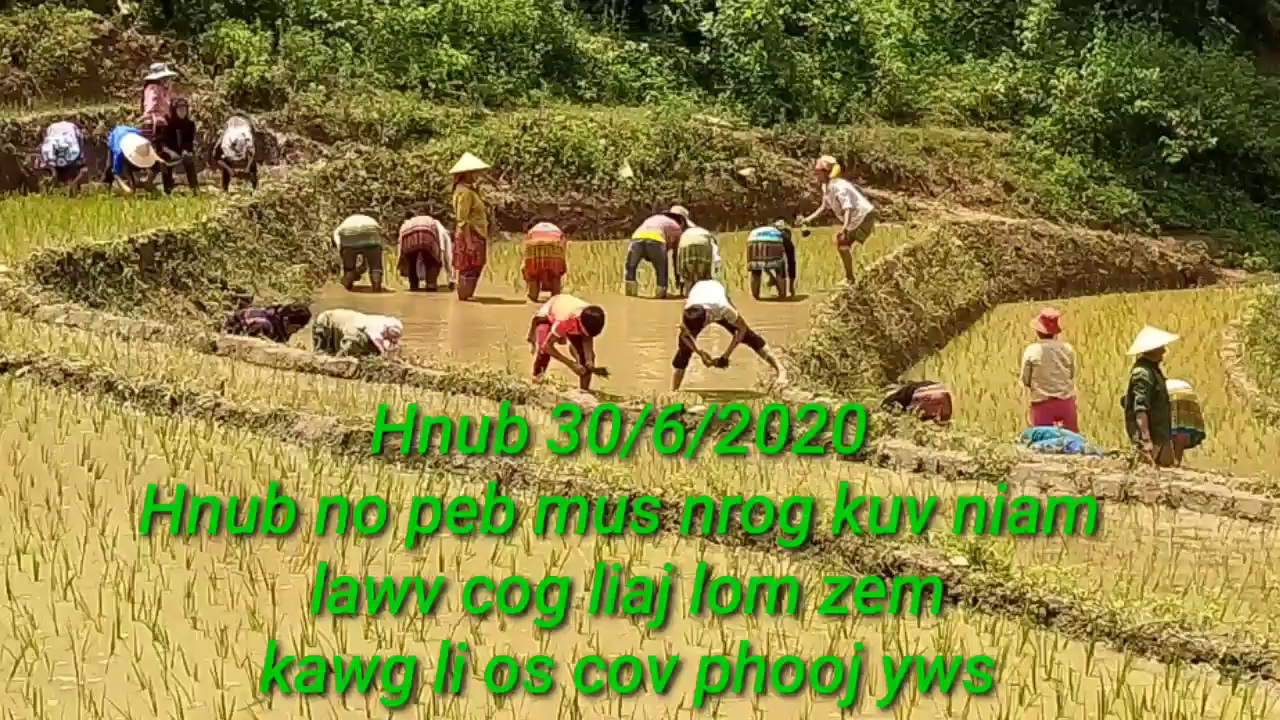 Hnub 30/6/2020
Hnub no peb mus nrog kuv niam
lawv cog liaj lom zem
kawg li os cov phooj yws